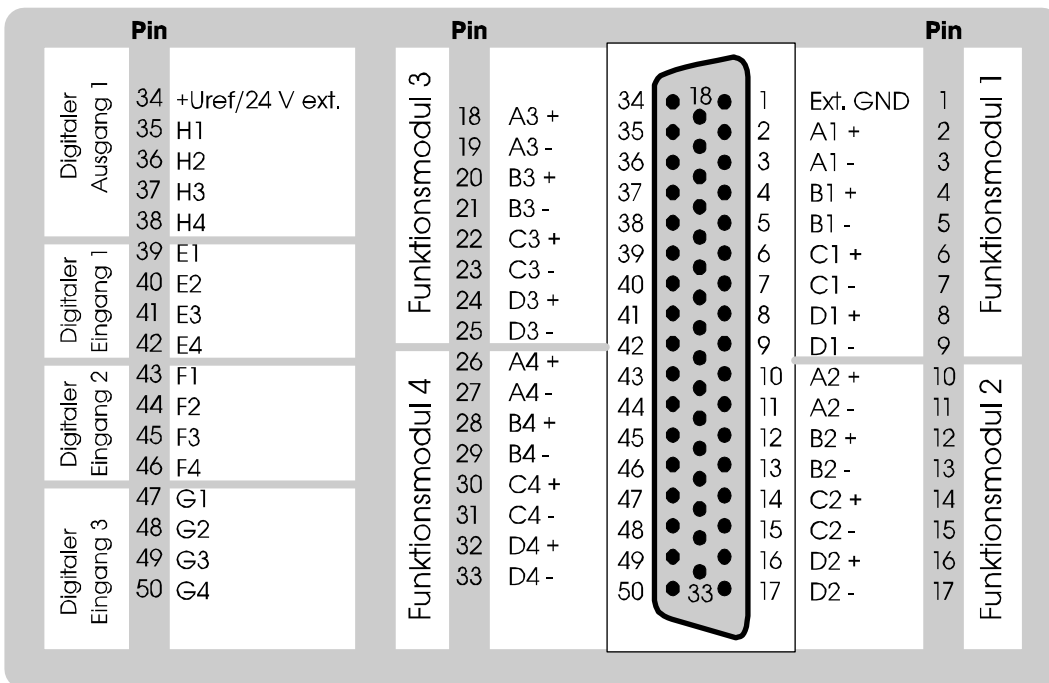 Pin
Digitaler
Ausgang 1
34 +Uref/24 V ext.
35 H1
36 H2
37 H3
38 H4
Digitaler
Eingang 1
39 E1
40 E2
41 E3
42 E4
Digitaler
Eingang 2
43 F1
44 F2
45 F3
46 F4
Digitaler
Eingang 3
47 G1
48 G2
49 G3
50 G4
Pin
Funktionsmodul 3
18 A3 +
19 A3 -
20 B3 +
21 B3 -
22 C3 +
23 C3 -
24 D3 +
25 D3 -
Funktionsmodul 4
26 A4 +
27 A4 -
28 B4 +
29 B4 -
30 C4 +
31 C4 -
32 D4 +
33 D4 -
34 18 1
35 2
36 3
37 4
38 5
39 6
40 7
41 8
42 9
43 10
44 11
45 12
46 13
47 14
48 15
49 16
50 33 17
Pin
Ext. GND 1
A1 + 2
A1 - 3
B1 + 4
B1 - 5
C1 + 6
C1 - 7
D1 + 8
D1 - 9
Funktionsmodul 1
A2 + 10
A2 - 11
B2 + 12
B2 - 13
C2 + 14
C2 - 15
D2 + 16
D2 - 17
Funktionsmodul 2